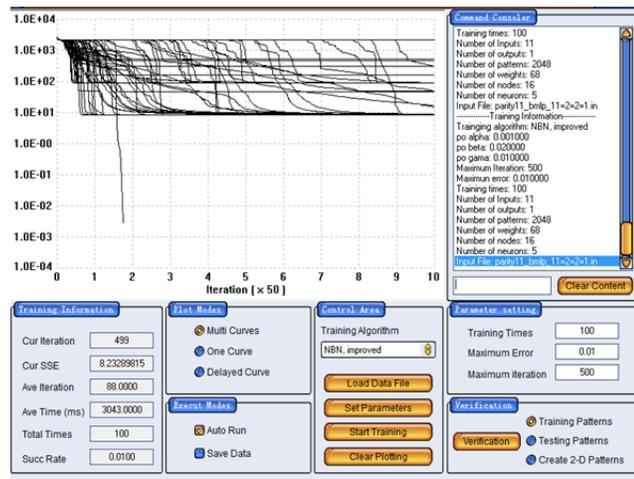 1.0E+04
1.0E+03
1.0E+02
1.0E+01
1.0E-00
1.0E-01
1.0E-02
1.0E-03
1.0E-04
0 1 2 3 4 5 6 7 8 9 10
Iteration [ x 50 ]
Command Consoler
Training times: 100
Number of Inputs: 11
Number of outputs: 1
Number of patterns: 2048
Number of weights: 68
Number of nodes: 16
Number of neurons: 5
Input File: parity11_bmlp_11=2=2=1.in
--------------Training Information--------------
Trainging algorithm: NBN, improved
po alpha: 0.001000
po beta: 0.020000
po gama: 0.010000
Maximum Iteration: 500
Maximun error: 0.010000
Training times: 100
Number of Inputs: 11
Number of outputs: 1
Number of patterns: 2048
Number of weights: 68
Number of nodes: 16
Number of neurons: 5
Input File: parity11_bmlp_11=2=2=1.in
Clear Content
Training Information
Cur Iteration 499
Cur SSE 8.23289815
Ave Iteration 88.0000
Ave Time (ms) 3043.0000
Total Times 100
Succ Rate 0.0100
Plot Modes
Multi Curves
One Curve
Delayed Curve
Execut Modes
Auto Run
Save Data
Control Area
Training Algorithm
NBN, improved
Load Data File
Set Parameters
Start Training
Clear Plotting
Parameter setting
Training Times 100
Maximum Error 0.01
Maximum iteration 500
Verification
Verification
Training Patterns
Testing Patterns
Create 2-D Patterns